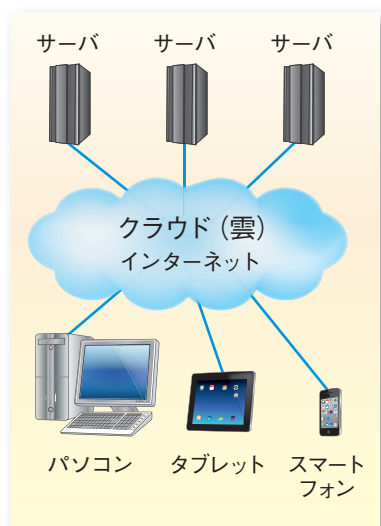 サーバ サーバ サーバ
クラウド（雲）
インターネット
パソコン タブレット スマート
フォン